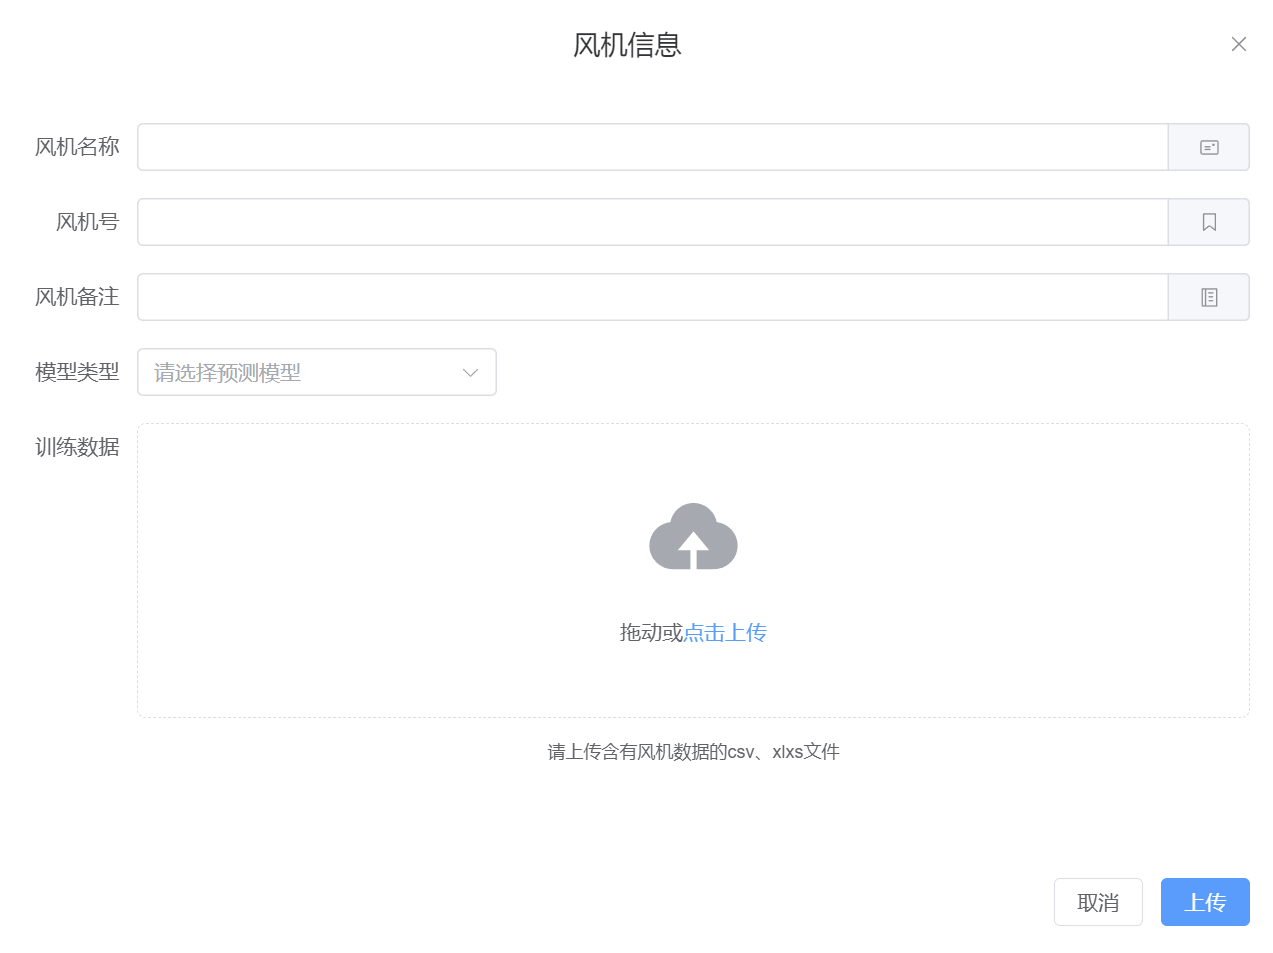 风机信息
风机名称
风机号
风机备注
模型类型 请选择预测模型
训练数据
拖动或点击上传
请上传含有风机数据的csv、xlxs文件
取消 上传